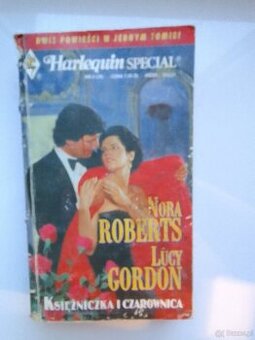 DWIE POWIEŚCI W JEDNYM TOMIE!
Harlequin SPECIAL
NORA
ROBERTS
LUCY
GORDON
KSIĘŻNICZKA I CZAROWNICA